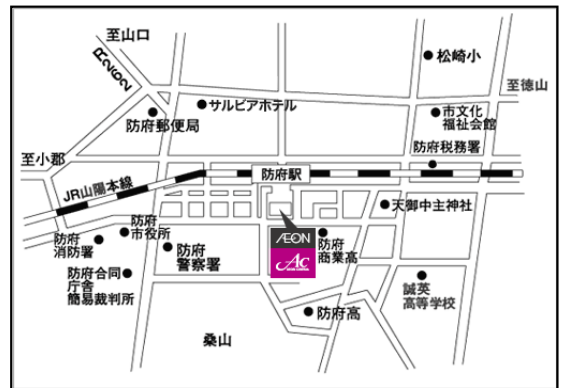 至山口
R262
松崎小
至徳山
サルビアホテル
市文化
福祉会館
防府郵便局
防府税務署
至小郡
JR山陽本線
防府駅
天御中主神社
防府
市役所
防府
消防署
防府
警察署
ÆON
Ac
防府
商業高
防府合同
庁舎
簡易裁判所
誠英
高等学校
防府高
桑山